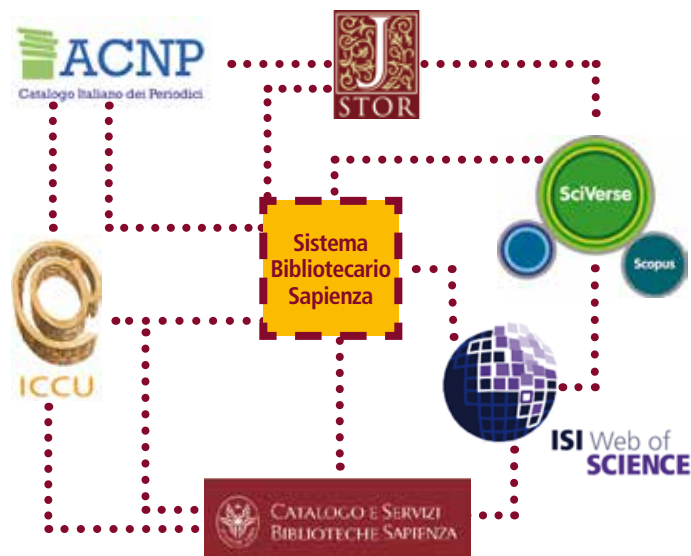 ACNP
Catalogo Italiano dei Periodici
J
STOR
SciVerse
Scopus
Sistema
Bibliotecario
Sapienza
ICCU
ISI Web of
SCIENCE
CATALOGO E SERVIZI
BIBLIOTECHE SAPIENZA